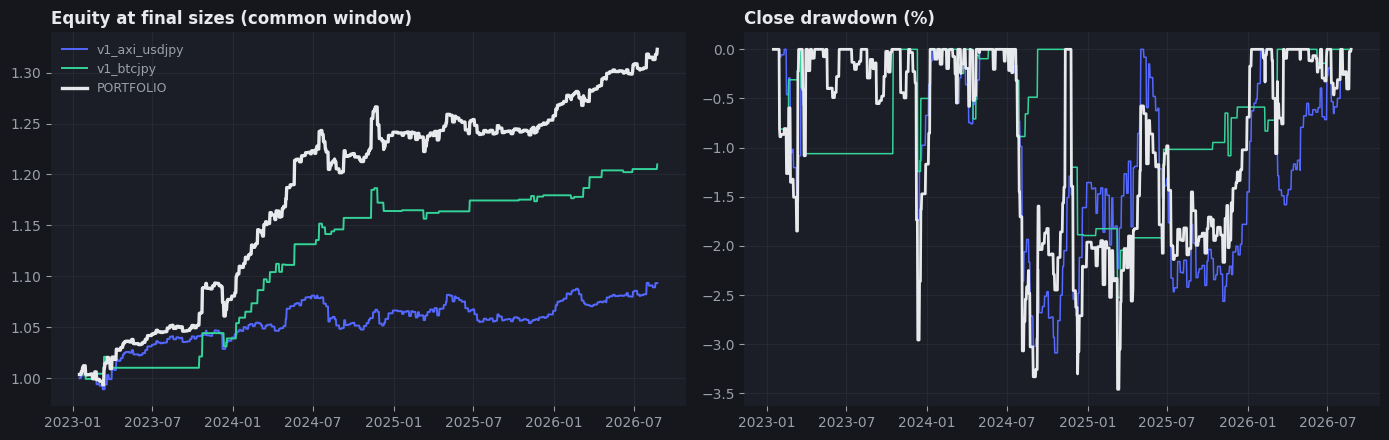 Equity at final sizes (common window)
v1_axi_usdjpy
v1_btcjpy
PORTFOLIO
1.30
1.25
1.20
1.15
1.10
1.05
1.00
2023-01 2023-07 2024-01 2024-07 2025-01 2025-07 2026-01 2026-07
Close drawdown (%)
0.0
−0.5
−1.0
−1.5
−2.0
−2.5
−3.0
−3.5
2023-01 2023-07 2024-01 2024-07 2025-01 2025-07 2026-01 2026-07